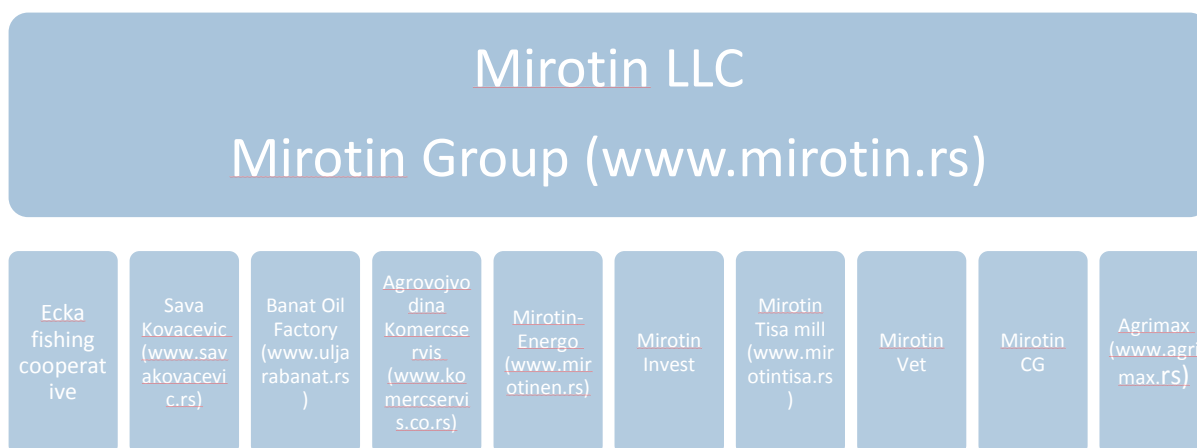 Mirotin LLC
Mirotin Group (www.mirotin.rs)
Ecka
fishing
cooperat
ive
Sava
Kovacevic
(www.sav
akovacevi
c.rs)
Banat Oil
Factory
(www.ulja
rabanat.rs
)
Agrovojvo
dina
Komercse
rvis
(www.ko
mercservi
s.co.rs)
Mirotin-
Energo
(www.mir
otinen.rs)
Mirotin
Invest
Mirotin
Tisa mill
(www.mir
otintisa.rs
)
Mirotin
Vet
Mirotin
CG
Agrimax
(www.agri
max.rs)